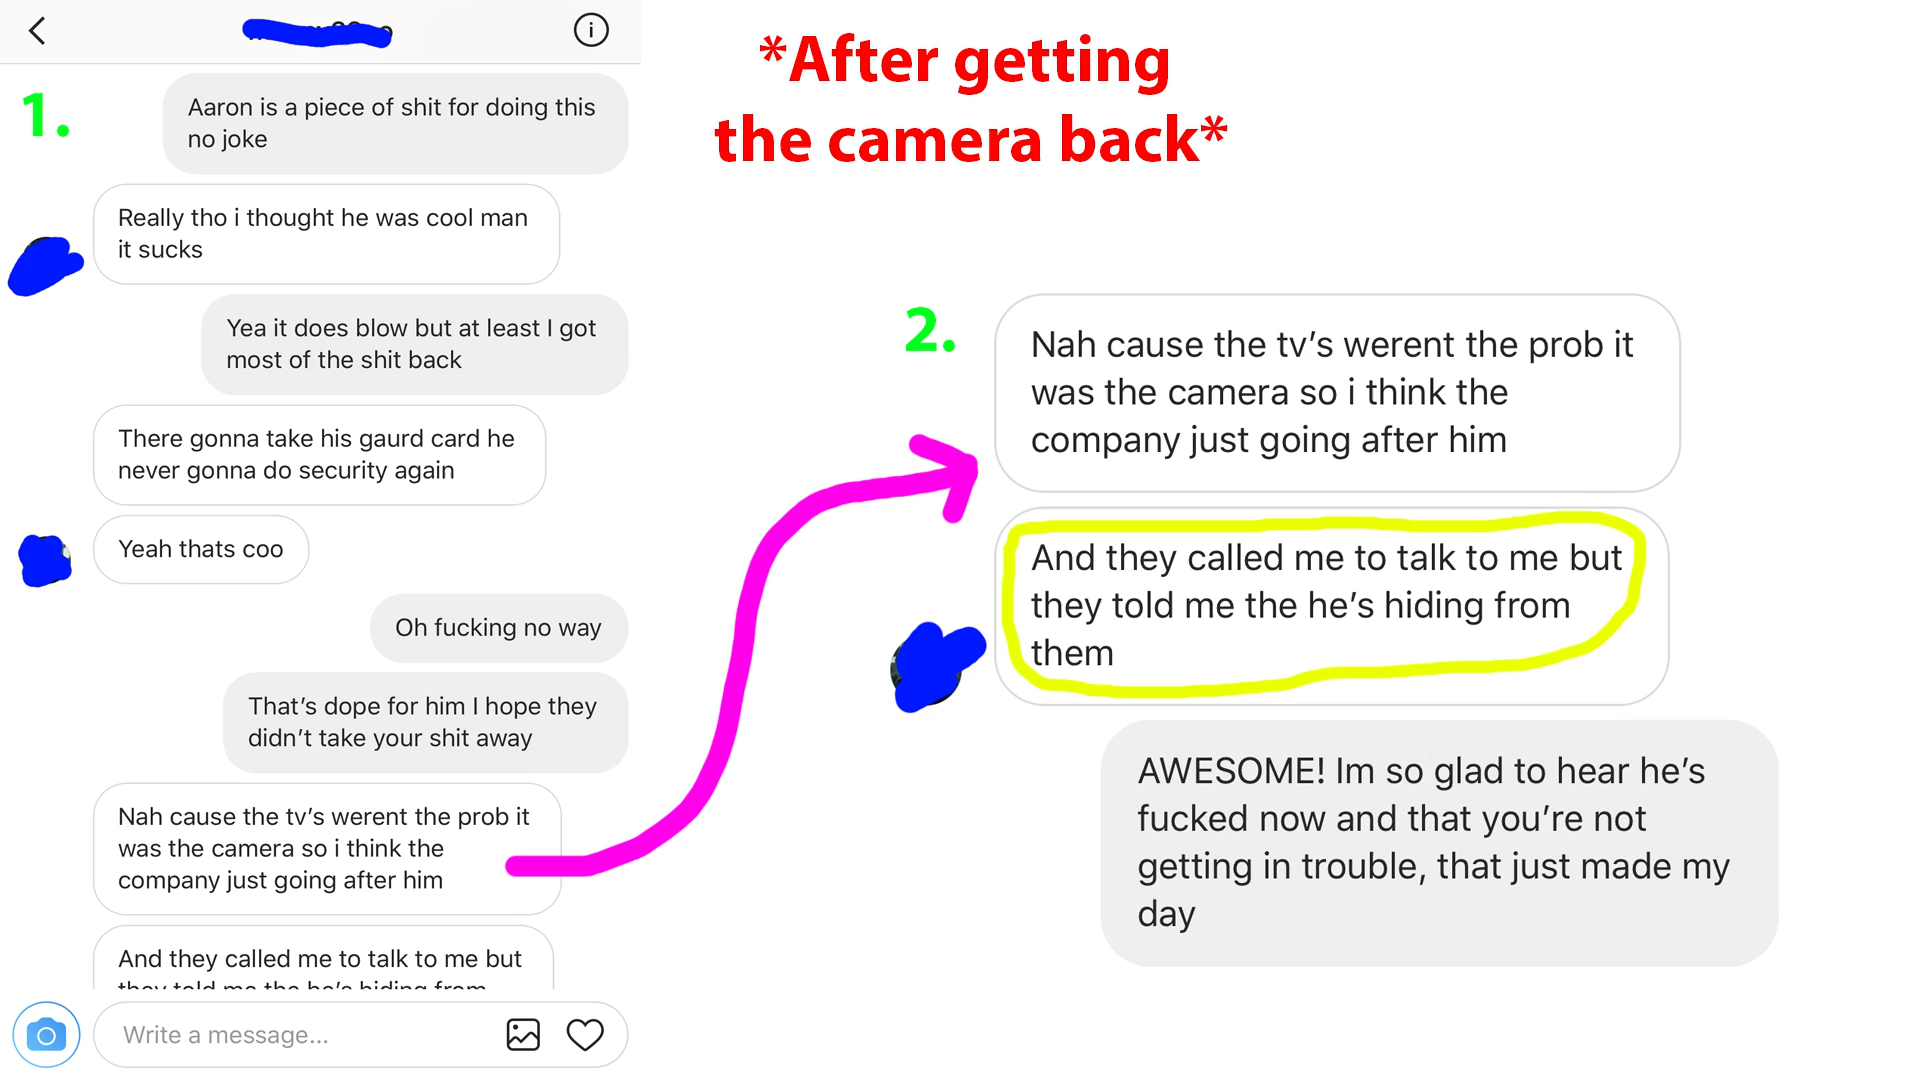 1.
Aaron is a piece of shit for doing this
no joke
Really tho i thought he was cool man
it sucks
Yea it does blow but at least I got
most of the shit back
There gonna take his gaurd card he
never gonna do security again
Yeah thats coo
Oh fucking no way
That's dope for him I hope they
didn't take your shit away
Nah cause the tv's werent the prob it
was the camera so i think the
company just going after him
And they called me to talk to me but
they told me the he's hiding from
Write a message...
*After getting
the camera back*
2.
Nah cause the tv's werent the prob it
was the camera so i think the
company just going after him
And they called me to talk to me but
they told me the he's hiding from
them
AWESOME! Im so glad to hear he's
fucked now and that you're not
getting in trouble, that just made my
day